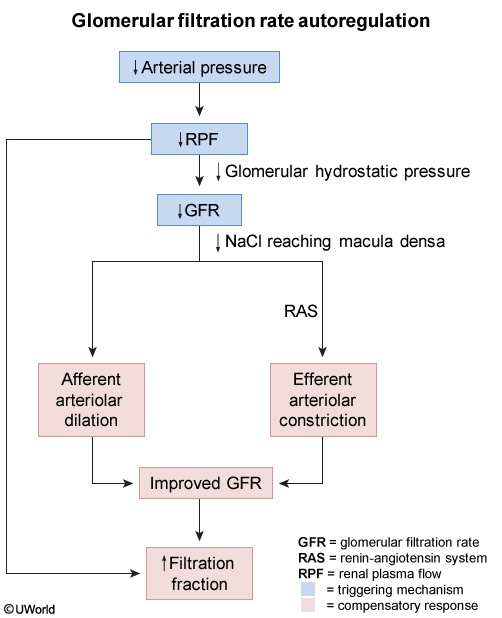 Glomerular filtration rate autoregulation
↓Arterial pressure
↓RPF
↓Glomerular hydrostatic pressure
↓GFR
↓NaCl reaching macula densa
RAS
Afferent
arteriolar
dilation
Efferent
arteriolar
constriction
Improved GFR
↑Filtration
fraction
GFR = glomerular filtration rate
RAS = renin-angiotensin system
RPF = renal plasma flow
= triggering mechanism
= compensatory response
©UWorld